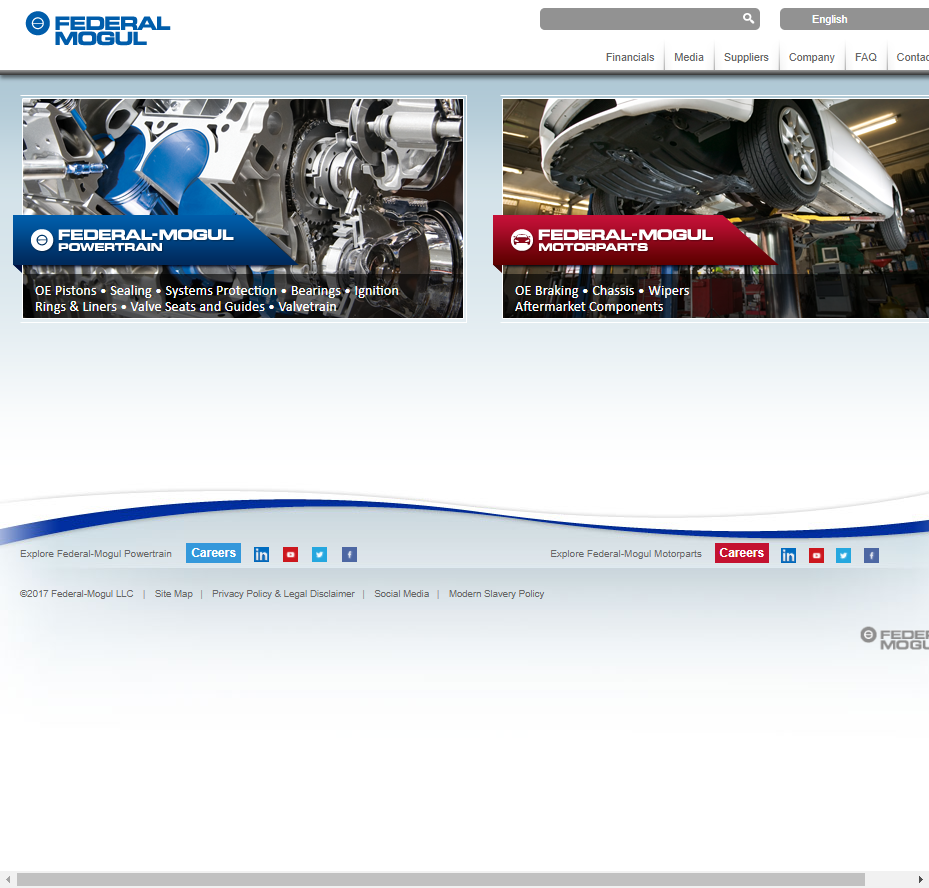 FEDERAL
MOGUL
English
Financials
Media
Suppliers
Company
FAQ
Contac
FEDERAL-MOGUL
POWERTRAIN
OE Pistons • Sealing • Systems Protection • Bearings • Ignition
Rings & Liners • Valve Seats and Guides • Valvetrain
FEDERAL-MOGUL
MOTORPARTS
OE Braking • Chassis • Wipers
Aftermarket Components
Explore Federal-Mogul Powertrain Careers in f
Explore Federal-Mogul Motorparts Careers in f
©2017 Federal-Mogul LLC | Site Map | Privacy Policy & Legal Disclaimer | Social Media | Modern Slavery Policy
FEDER
MOGU